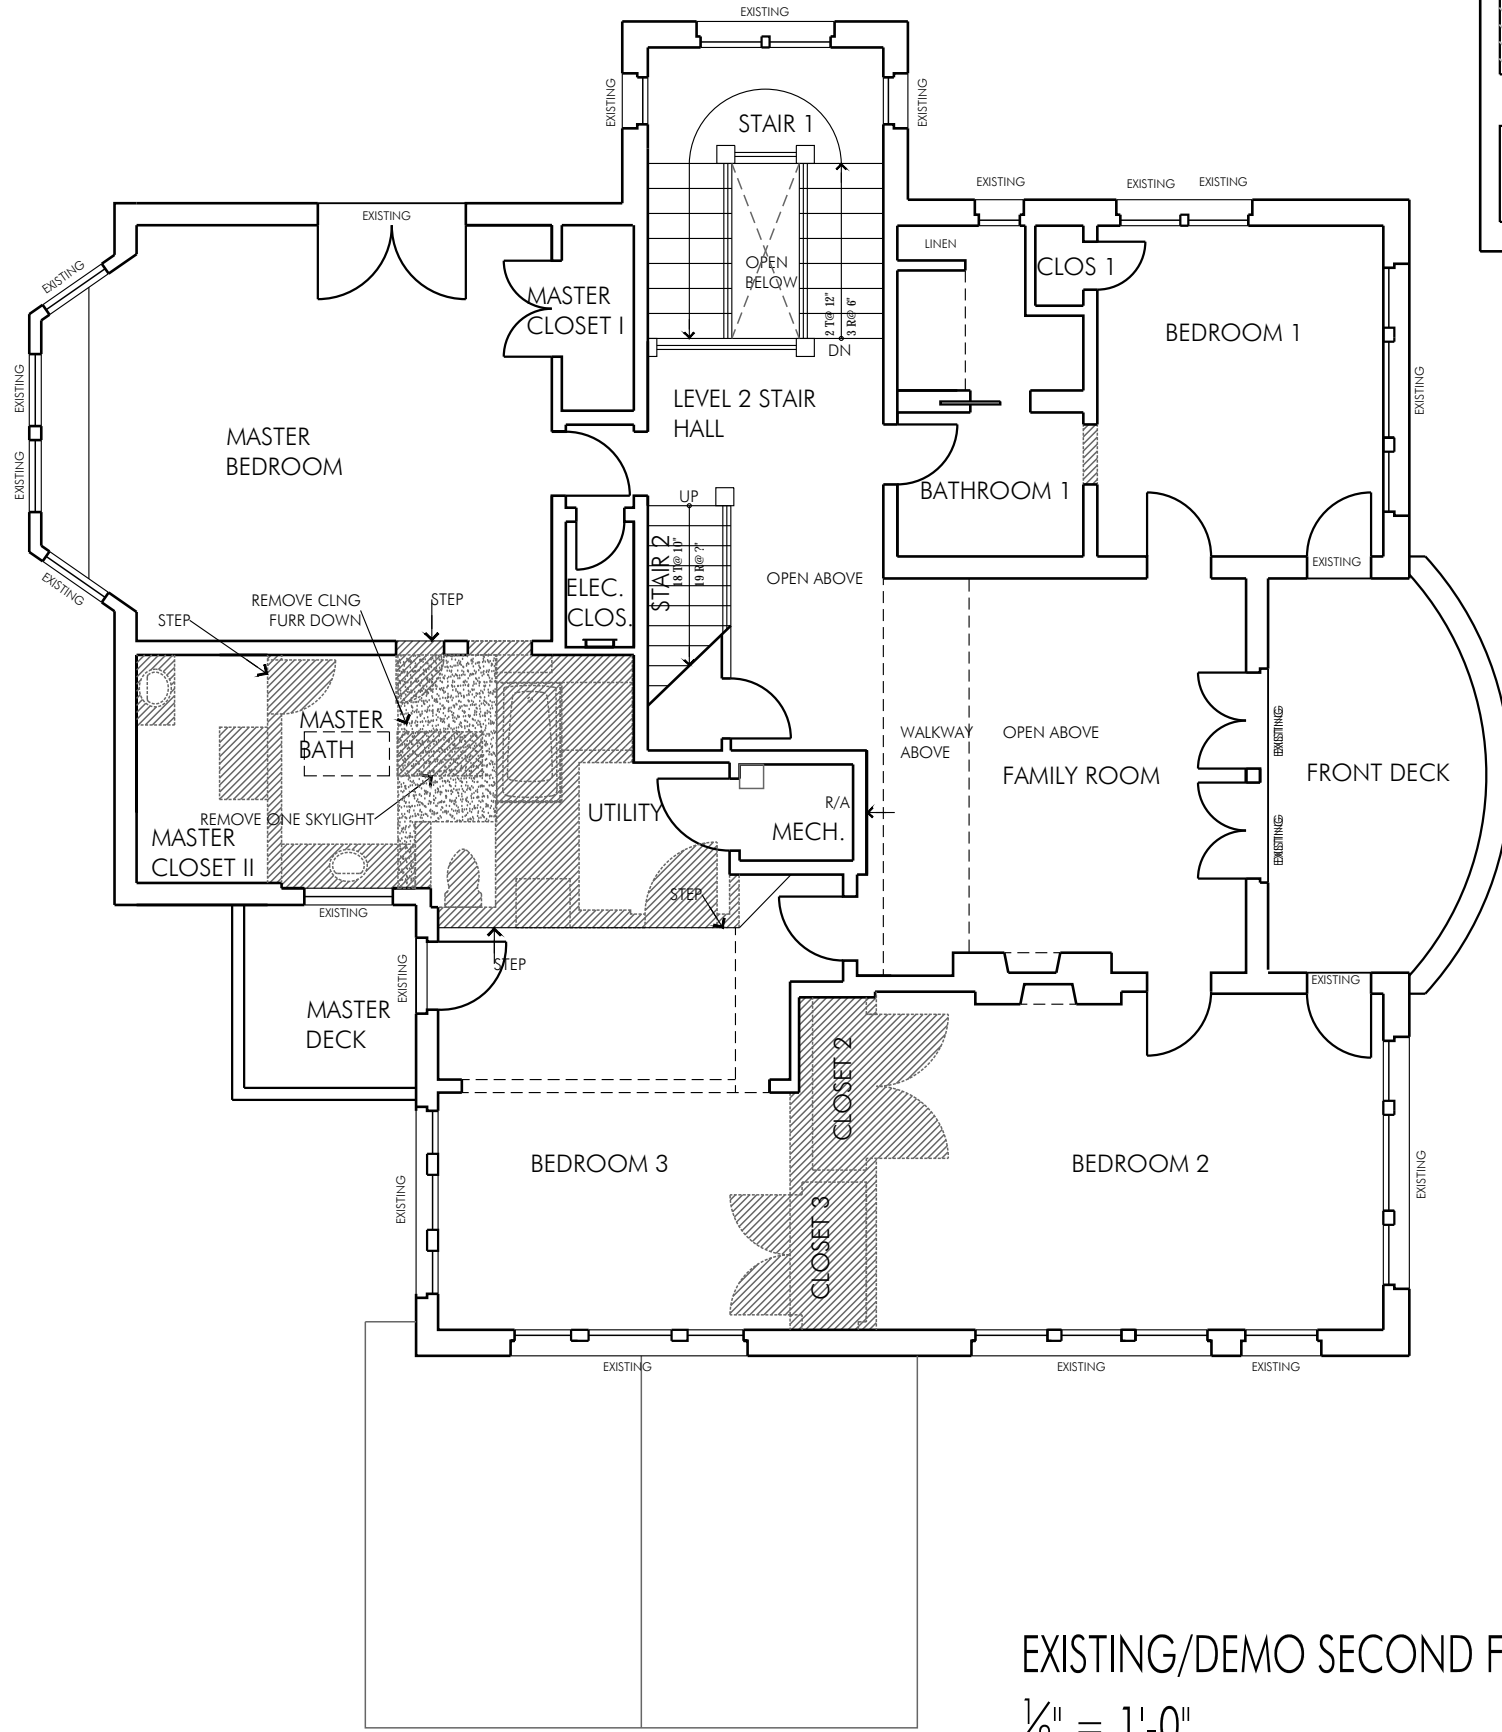 EXISTING
EXISTING
EXISTING
STAIR 1
EXISTING
EXISTING
EXISTING
EXISTING
LINEN
CLOS 1
EXISTING
OPEN
BELOW
MASTER
CLOSET I
2 T@ 12"
3 R@ 6"
DN
BEDROOM 1
EXISTING
EXISTING
LEVEL 2 STAIR
HALL
MASTER
BEDROOM
EXISTING
UP
BATHROOM 1
STAIR 2
18 T@ 10"
19 R@ ?"
OPEN ABOVE
EXISTING
EXISTING
ELEC.
CLOS.
REMOVE CLNG
FURR DOWN
STEP
STEP
MASTER
BATH
WALKWAY
ABOVE
OPEN ABOVE
FAMILY ROOM
EXISTING
EXISTING
FRONT DECK
REMOVE ONE SKYLIGHT
UTILITY
R/A
MECH.
MASTER
CLOSET II
STEP
EXISTING
STEP
EXISTING
EXISTING
MASTER
DECK
CLOSET 2
BEDROOM 3
BEDROOM 2
EXISTING
EXISTING
CLOSET 3
EXISTING
EXISTING
EXISTING
EXISTING/DEMO SECOND F
⅛" = 1'-0"